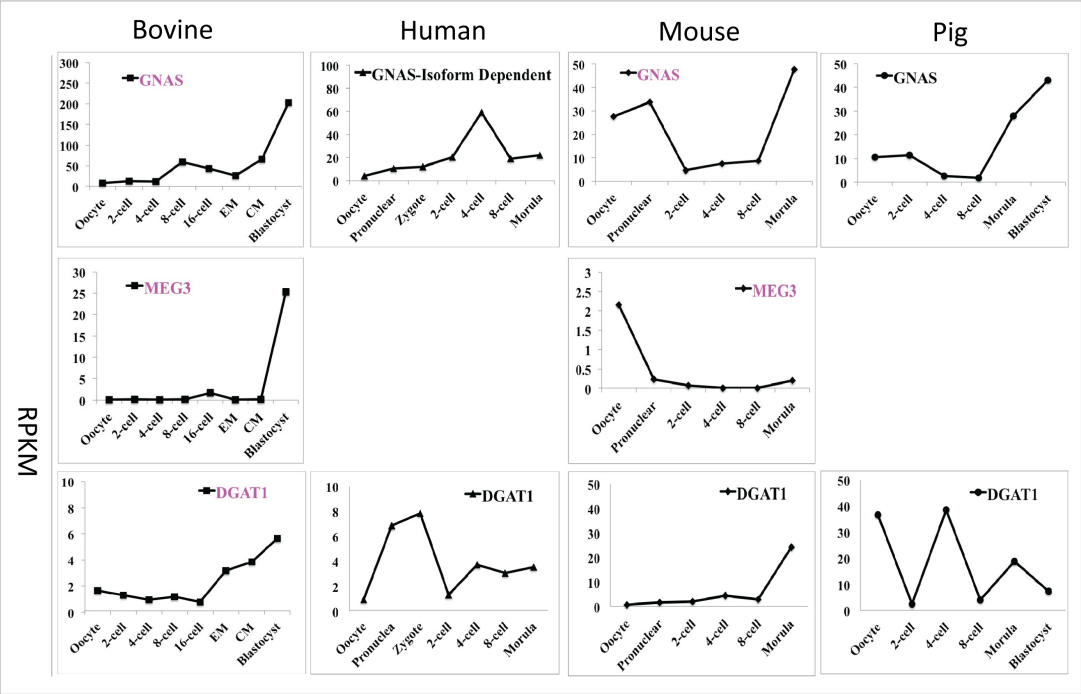 Bovine
Human
Mouse
Pig
RPKM
GNAS
300
250
200
150
100
50
0
Oocyte
2-cell
4-cell
8-cell
16-cell
EM
CM
Blastocyst
GNAS-Isoform Dependent
100
80
60
40
20
0
Oocyte
Pronuclear
Zygote
2-cell
4-cell
8-cell
Morula
GNAS
50
40
30
20
10
0
Oocyte
Pronuclear
2-cell
4-cell
8-cell
Morula
GNAS
50
40
30
20
10
0
Oocyte
2-cell
4-cell
8-cell
Morula
Blastocyst
MEG3
30
25
20
15
10
5
0
Oocyte
2-cell
4-cell
8-cell
16-cell
EM
CM
Blastocyst
MEG3
3
2.5
2
1.5
1
0.5
0
Oocyte
Pronuclear
2-cell
4-cell
8-cell
Morula
DGAT1
10
8
6
4
2
0
Oocyte
2-cell
4-cell
8-cell
16-cell
EM
CM
Blastocyst
DGAT1
10
8
6
4
2
0
Oocyte
Pronuclea
Zygote
2-cell
4-cell
8-cell
Morula
DGAT1
50
40
30
20
10
0
Oocyte
Pronuclear
2-cell
4-cell
8-cell
Morula
DGAT1
50
40
30
20
10
0
Oocyte
2-cell
4-cell
8-cell
Morula
Blastocyst